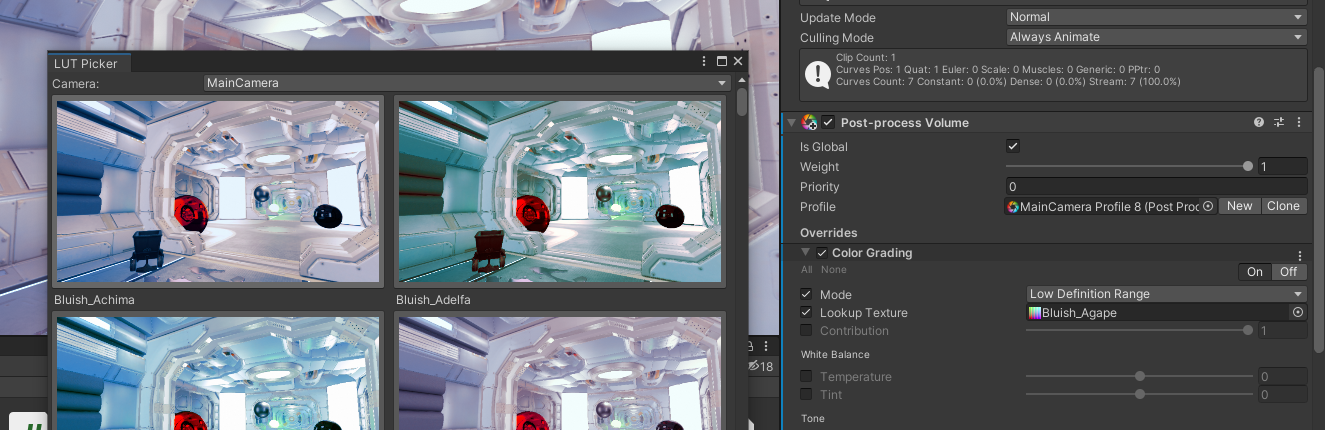 LUT Picker
Camera: MainCamera
Bluish_Achima
Bluish_Adelfa
18
Update Mode Normal
Culling Mode Always Animate
Clip Count: 1
Curves Pos: 1 Quat: 1 Euler: 0 Scale: 0 Muscles: 0 Generic: 0 PPtr: 0
Curves Count: 7 Constant: 0 (0.0%) Dense: 0 (0.0%) Stream: 7 (100.0%)
Post-process Volume
Is Global
Weight 1
Priority 0
Profile MainCamera Profile 8 (Post Proc New Clone
Overrides
Color Grading
All None On Off
Mode Low Definition Range
Lookup Texture Bluish_Agape
Contribution 1
White Balance
Temperature 0
Tint 0
Tone